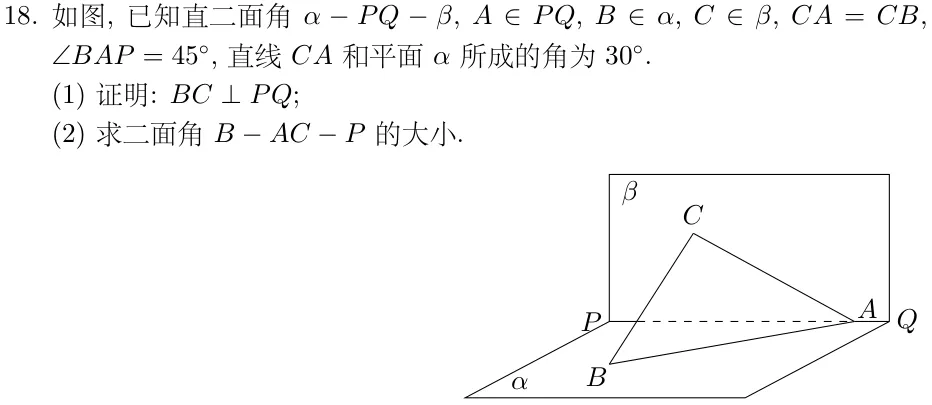 18. 如图, 已知直二面角 α − PQ − β, A ∈ PQ, B ∈ α, C ∈ β, CA = CB,
∠BAP = 45°, 直线 CA 和平面 α 所成的角为 30°.
(1) 证明: BC ⊥ PQ;
(2) 求二面角 B − AC − P 的大小.
β
C
A
P
Q
B
α